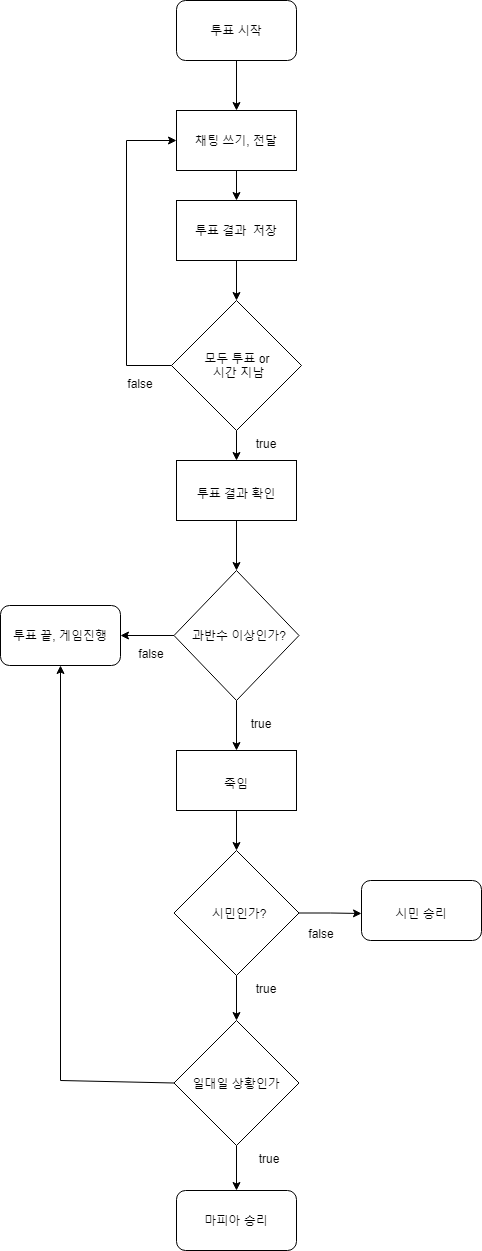 투표 시작
채팅 쓰기, 전달
투표 결과  저장
모두 투표 or
시간 지남
false
true
투표 결과 확인
과반수 이상인가?
투표 끝, 게임진행
false
true
죽임
시민인가?
시민 승리
false
true
일대일 상황인가
true
마피아 승리